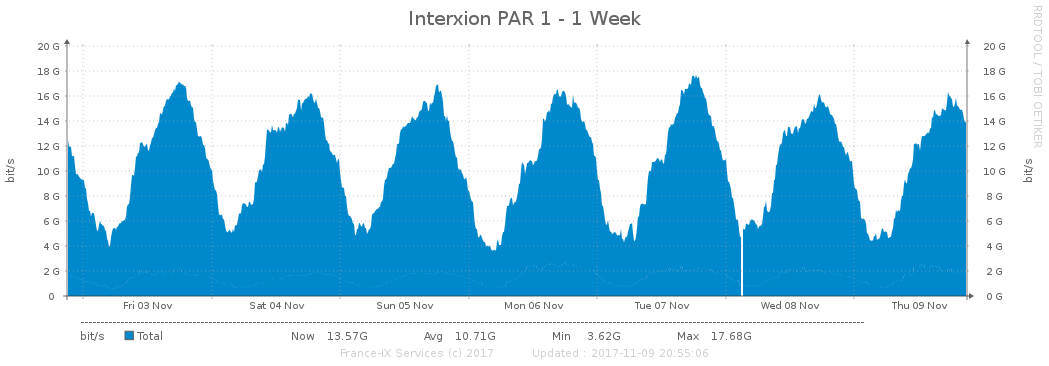 Interxion PAR 1 - 1 Week
RRDTOOL / TOBI OETIKER
20 G 20 G
18 G 18 G
16 G 16 G
14 G 14 G
12 G 12 G
10 G 10 G
8 G 8 G
6 G 6 G
4 G 4 G
2 G 2 G
0 0 G
bit/s bit/s
Fri 03 Nov Sat 04 Nov Sun 05 Nov Mon 06 Nov Tue 07 Nov Wed 08 Nov Thu 09 Nov
bit/s Total Now 13.57G Avg 10.71G Min 3.62G Max 17.68G
France-IX Services (c) 2017 Updated : 2017-11-09 20:55:06